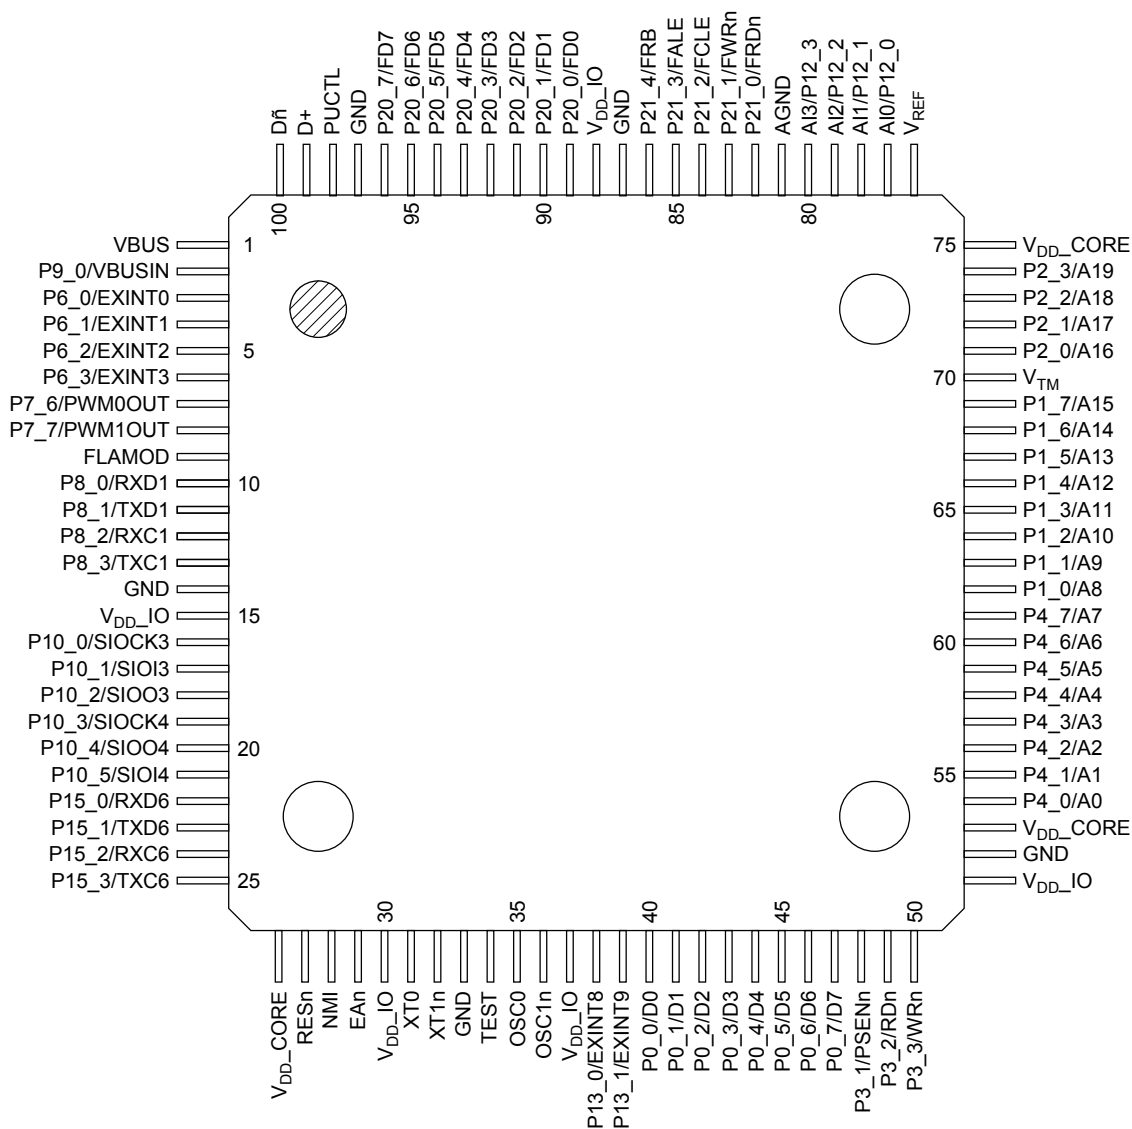 Dñ
D+
PUCTL
GND
P20_7/FD7
P20_6/FD6
P20_5/FD5
P20_4/FD4
P20_3/FD3
P20_2/FD2
P20_1/FD1
P20_0/FD0
VDD_IO
GND
P21_4/FRB
P21_3/FALE
P21_2/FCLE
P21_1/FWRn
P21_0/FRDn
AGND
AI3/P12_3
AI2/P12_2
AI1/P12_1
AI0/P12_0
VREF
100
95
90
85
80
VBUS 1
P9_0/VBUSIN
P6_0/EXINT0
P6_1/EXINT1
P6_2/EXINT2 5
P6_3/EXINT3
P7_6/PWM0OUT
P7_7/PWM1OUT
FLAMOD
P8_0/RXD1 10
P8_1/TXD1
P8_2/RXC1
P8_3/TXC1
GND
VDD_IO 15
P10_0/SIOCK3
P10_1/SIOI3
P10_2/SIOO3
P10_3/SIOCK4
P10_4/SIOO4 20
P10_5/SIOI4
P15_0/RXD6
P15_1/TXD6
P15_2/RXC6
P15_3/TXC6 25
75 VDD_CORE
P2_3/A19
P2_2/A18
P2_1/A17
P2_0/A16
70 VTM
P1_7/A15
P1_6/A14
P1_5/A13
P1_4/A12
65 P1_3/A11
P1_2/A10
P1_1/A9
P1_0/A8
P4_7/A7
60 P4_6/A6
P4_5/A5
P4_4/A4
P4_3/A3
P4_2/A2
55 P4_1/A1
P4_0/A0
VDD_CORE
GND
VDD_IO
30
35
40
45
50
VDD_CORE
RESn
NMI
EAn
VDD_IO
XT0
XT1n
GND
TEST
OSC0
OSC1n
VDD_IO
P13_0/EXINT8
P13_1/EXINT9
P0_0/D0
P0_1/D1
P0_2/D2
P0_3/D3
P0_4/D4
P0_5/D5
P0_6/D6
P0_7/D7
P3_1/PSENn
P3_2/RDn
P3_3/WRn